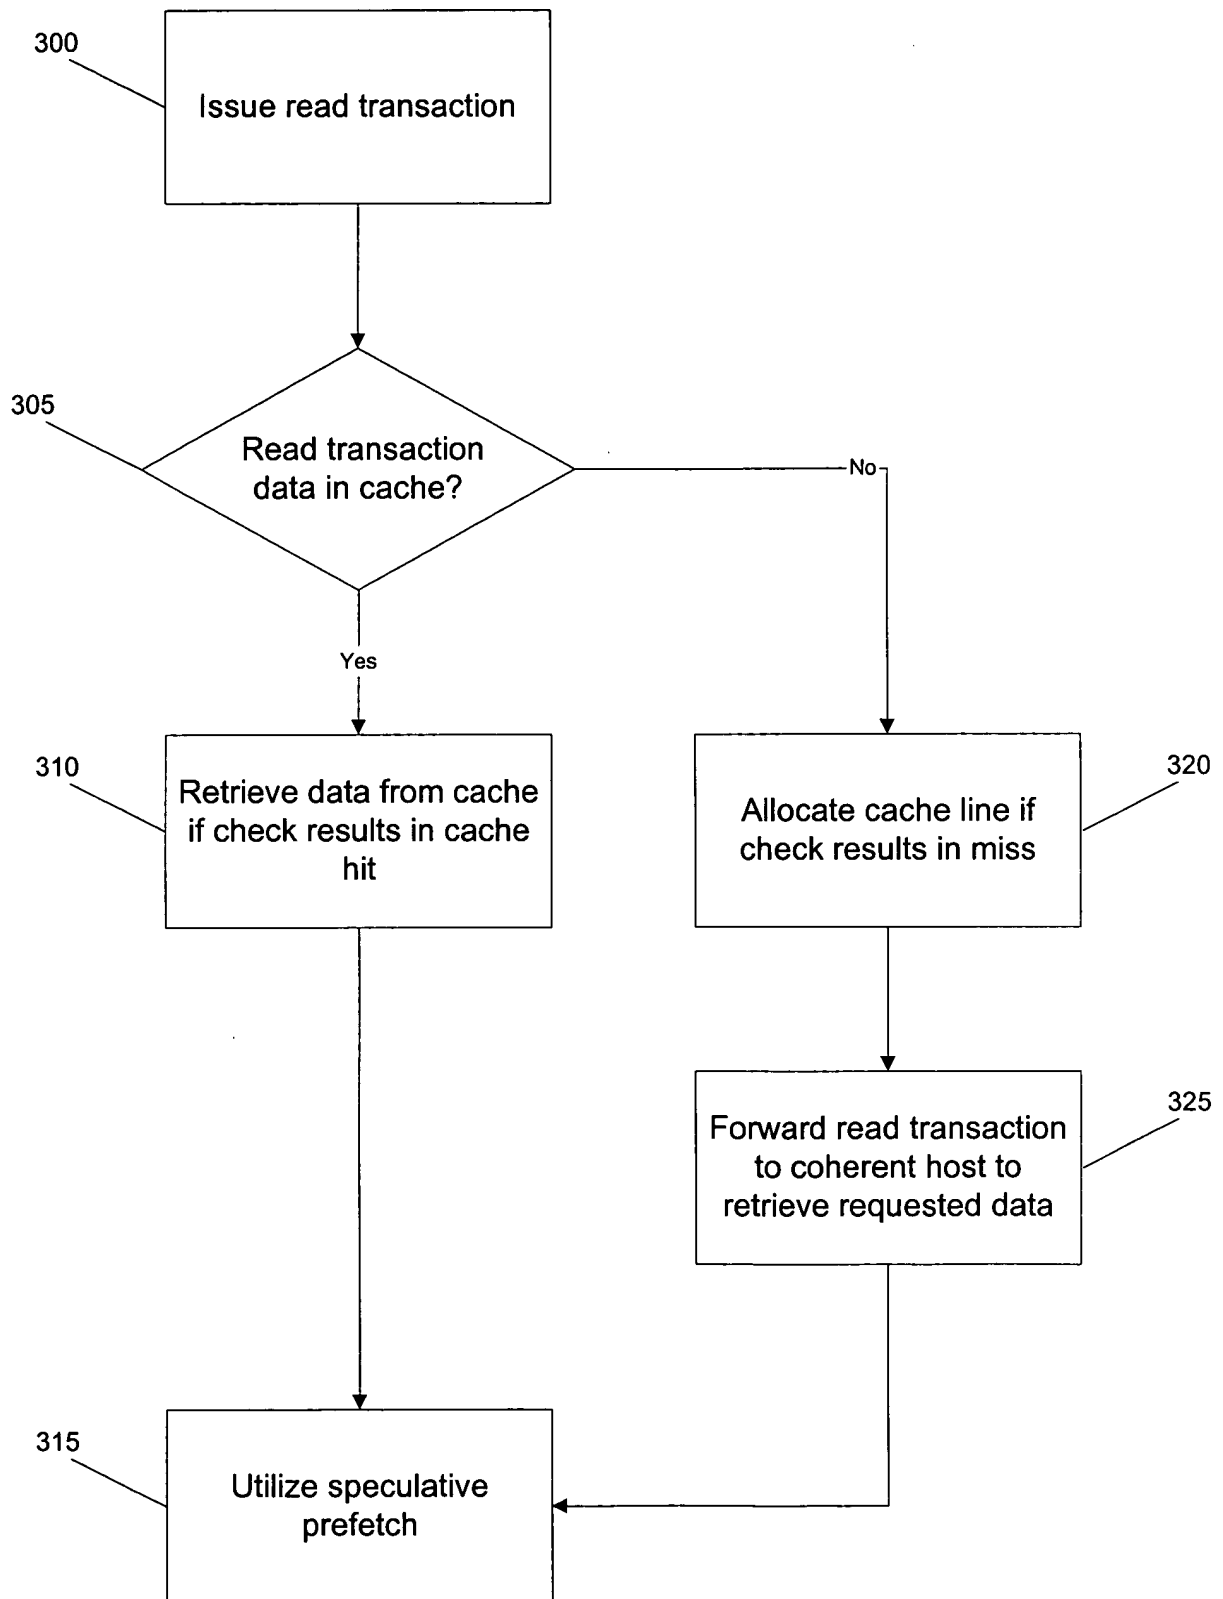 300
Issue read transaction
305
Read transaction
data in cache?
No
Yes
310
Retrieve data from cache
if check results in cache
hit
320
Allocate cache line if
check results in miss
325
Forward read transaction
to coherent host to
retrieve requested data
315
Utilize speculative
prefetch